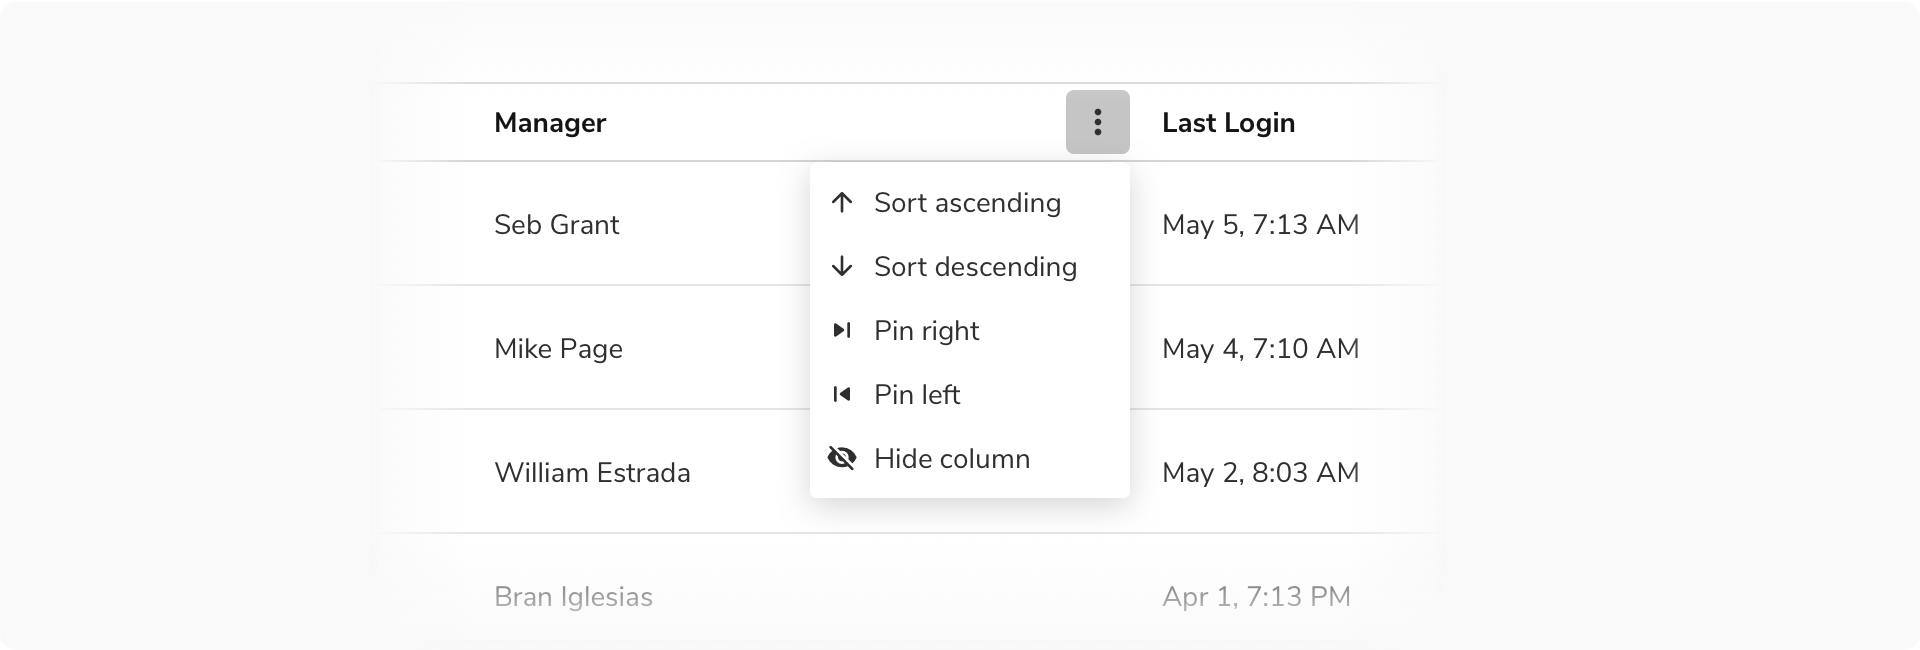 Manager
Last Login
Sort ascending
Seb Grant
May 5, 7:13 AM
Sort descending
Pin right
Mike Page
May 4, 7:10 AM
Pin left
Hide column
William Estrada
May 2, 8:03 AM
Bran Iglesias
Apr 1, 7:13 PM